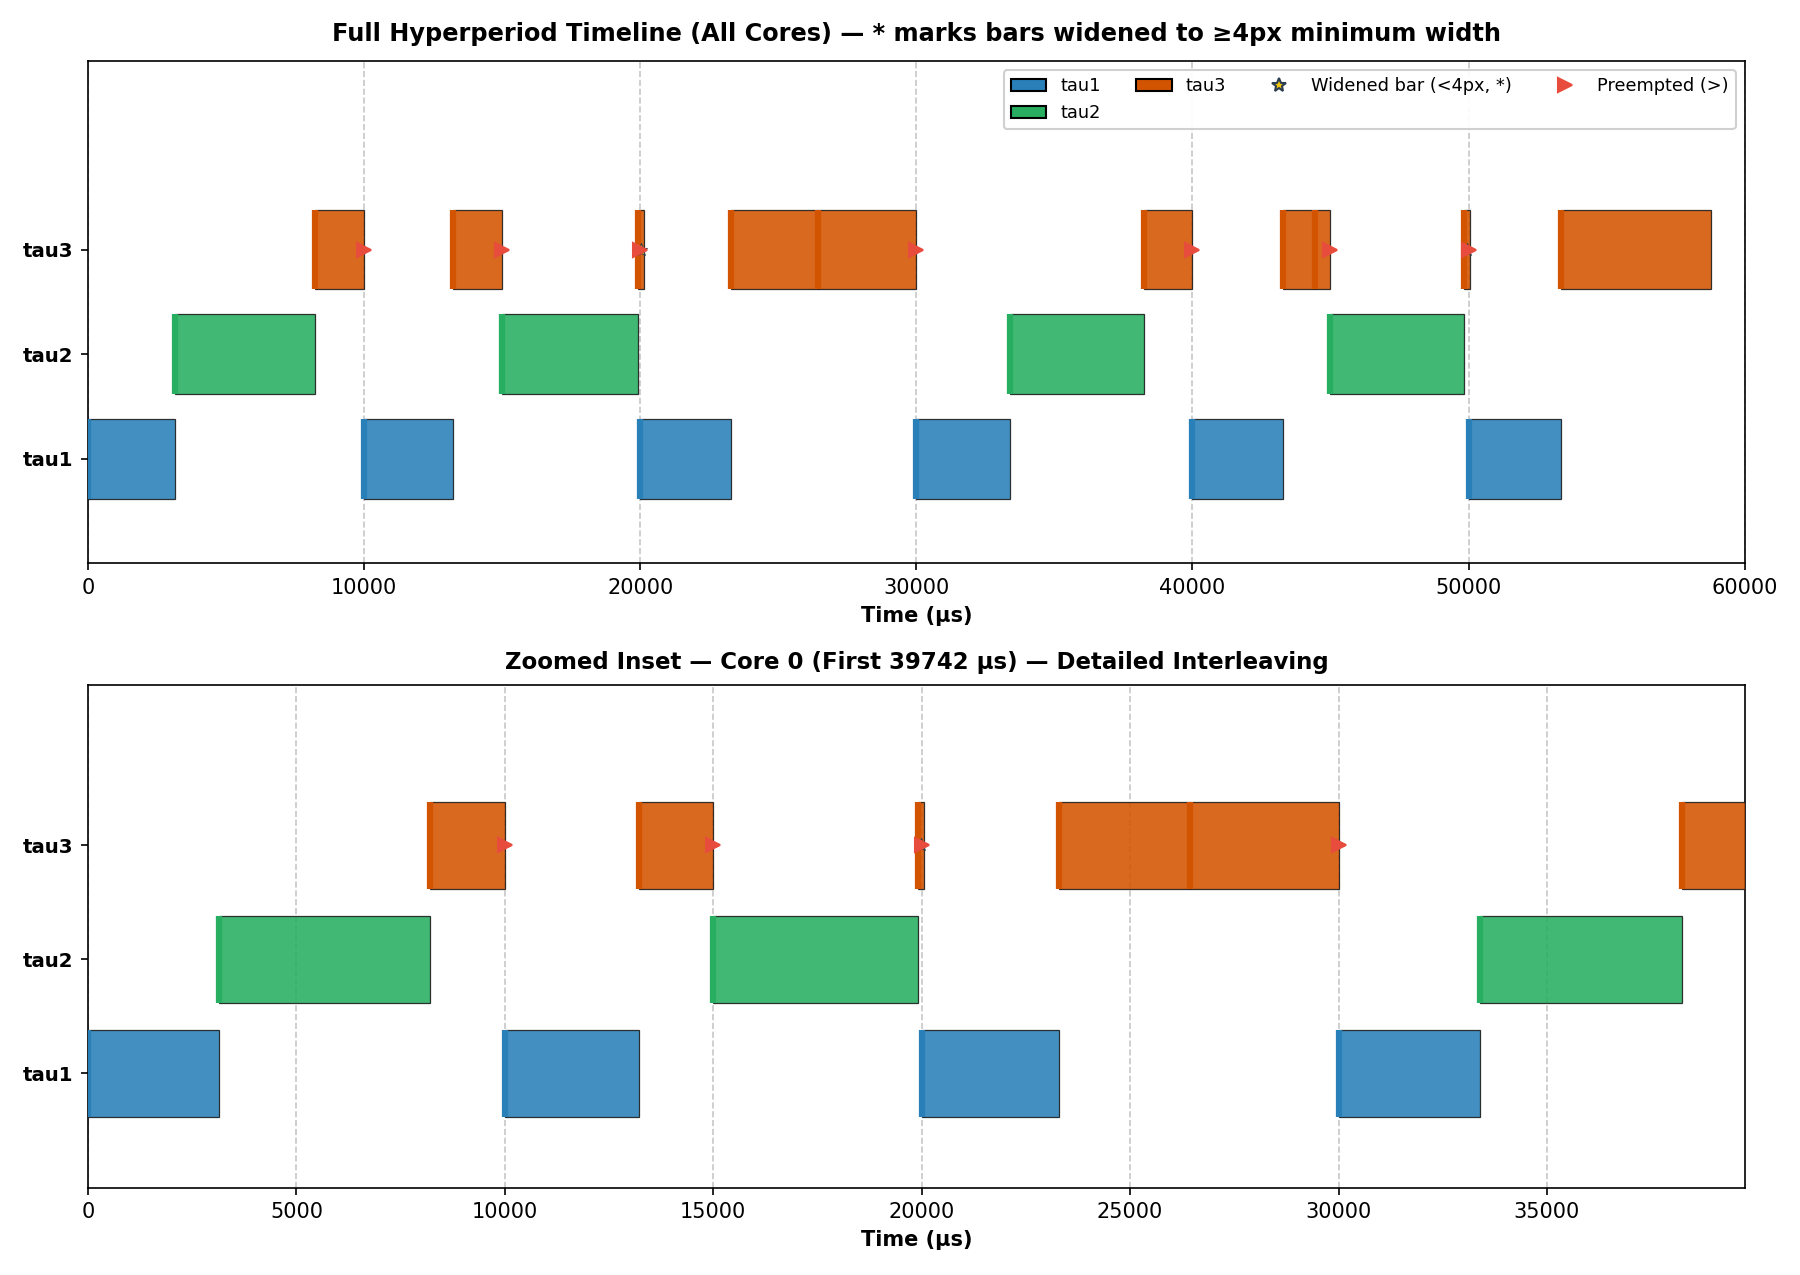 Full Hyperperiod Timeline (All Cores) — * marks bars widened to ≥4px minimum width
tau1 tau3 Widened bar (<4px, *) Preempted (>)
tau2
tau3
tau2
tau1
0 10000 20000 30000 40000 50000 60000
Time (µs)
Zoomed Inset — Core 0 (First 39742 µs) — Detailed Interleaving
tau3
tau2
tau1
0 5000 10000 15000 20000 25000 30000 35000
Time (µs)